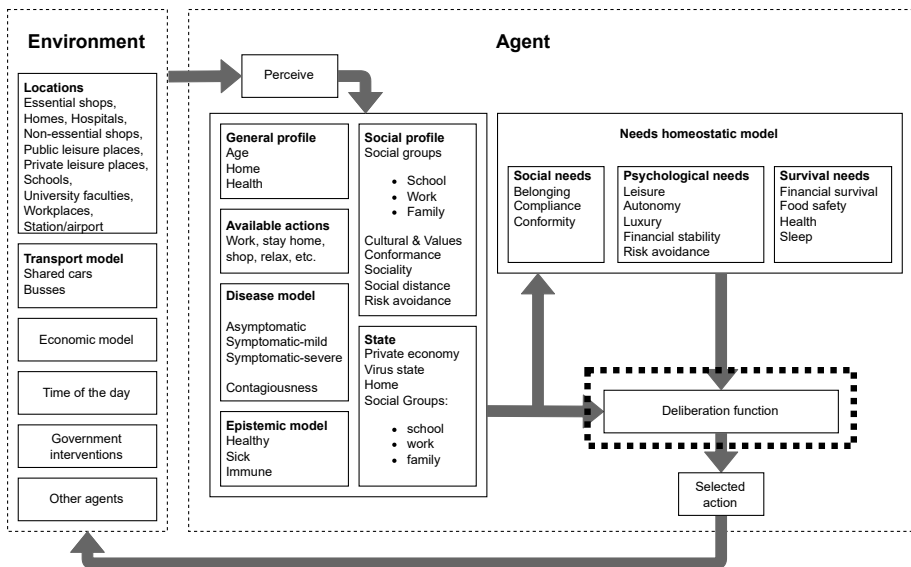 Environment
Locations
Essential shops,
Homes, Hospitals,
Non-essential shops,
Public leisure places,
Private leisure places,
Schools,
University faculties,
Workplaces,
Station/airport
Transport model
Shared cars
Busses
Economic model
Time of the day
Government
interventions
Other agents
Agent
Perceive
General profile
Age
Home
Health
Available actions
Work, stay home,
shop, relax, etc.
Disease model
Asymptomatic
Symptomatic-mild
Symptomatic-severe
Contagiousness
Epistemic model
Healthy
Sick
Immune
Social profile
Social groups
• School
• Work
• Family
Cultural & Values
Conformance
Sociality
Social distance
Risk avoidance
State
Private economy
Virus state
Home
Social Groups:
• school
• work
• family
Needs homeostatic model
Social needs
Belonging
Compliance
Conformity
Psychological needs
Leisure
Autonomy
Luxury
Financial stability
Risk avoidance
Survival needs
Financial survival
Food safety
Health
Sleep
Deliberation function
Selected
action